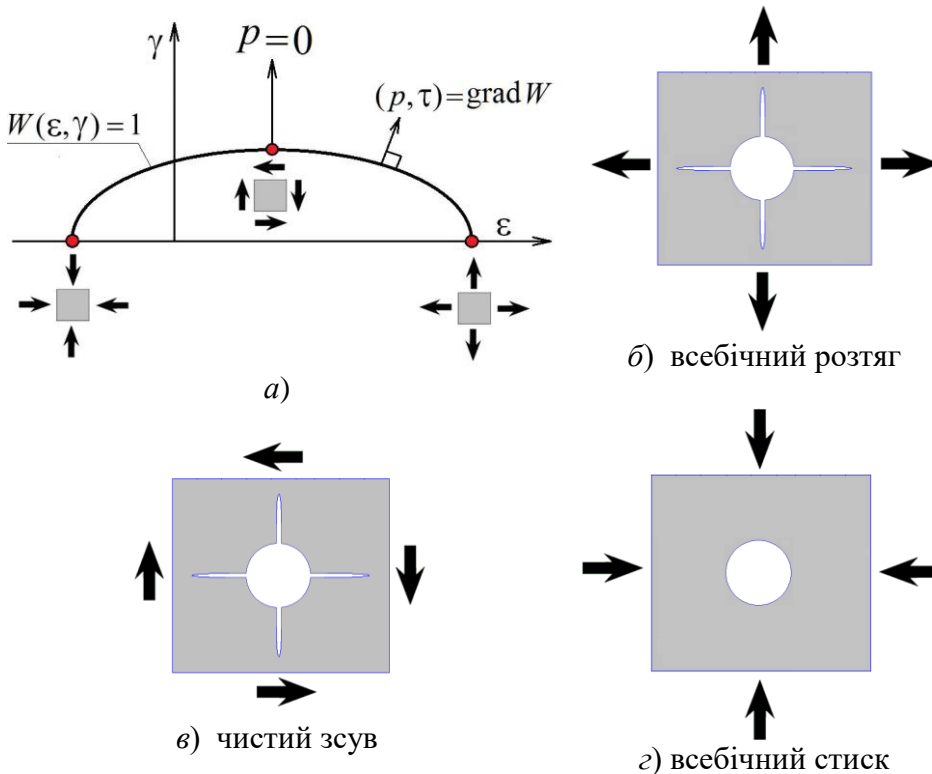 γ
p=0
(p,τ)=grad W
W(ε,γ)=1
ε
а)
б) всебічний розтяг
в) чистий зсув
г) всебічний стиск